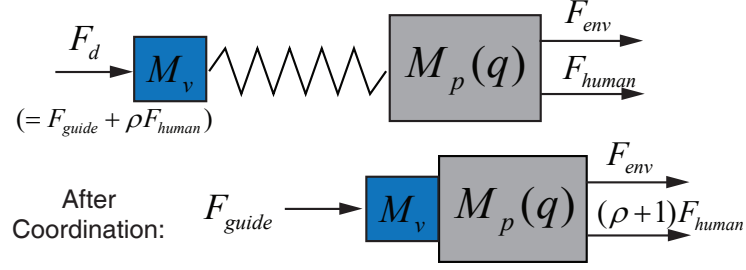 F_d
M_v
M_p(q)
F_env
F_human
(= F_guide + ρF_human)
After
Coordination:
F_guide
M_v
M_p(q)
F_env
(ρ+1)F_human